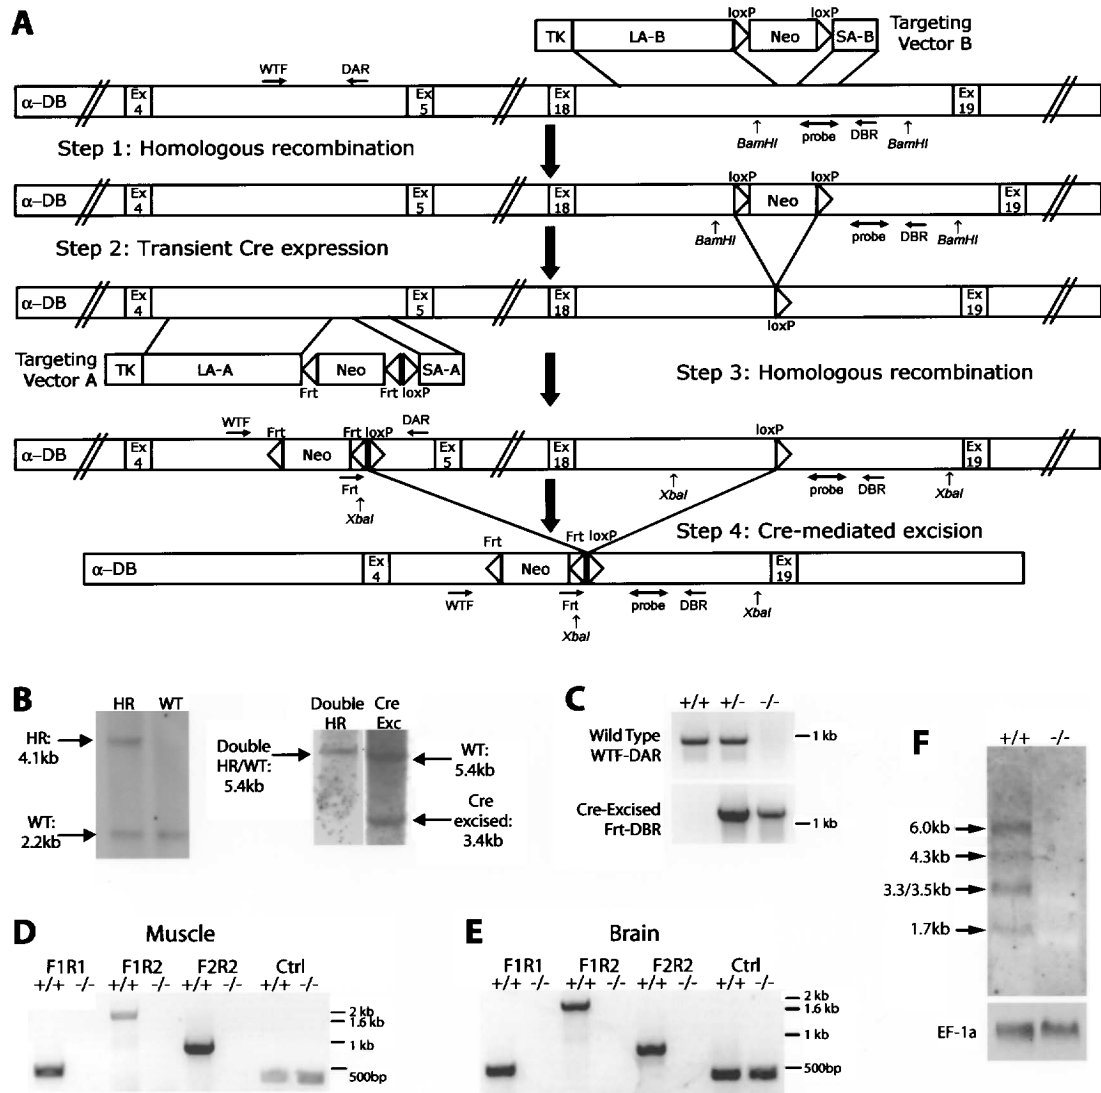 A
loxP loxP
TK LA-B Neo SA-B
Targeting
Vector B
WTF DAR
α–DB Ex 4 Ex 5 Ex 18 Ex 19
BamHI probe DBR BamHI
Step 1: Homologous recombination
loxP loxP
α–DB Ex 4 Ex 5 Ex 18 Neo Ex 19
BamHI probe DBR BamHI
Step 2: Transient Cre expression
α–DB Ex 4 Ex 5 Ex 18 Ex 19
loxP
Targeting
Vector A
TK LA-A Neo SA-A
Frt Frt loxP
Step 3: Homologous recombination
WTF Frt Frt loxP DAR loxP
α–DB Ex 4 Neo Ex 5 Ex 18 Ex 19
Frt XbaI XbaI probe DBR XbaI
Step 4: Cre-mediated excision
Frt Frt loxP
α–DB Ex 4 Neo Ex 19
WTF Frt probe DBR
XbaI XbaI
B
HR WT
HR:
4.1kb
WT:
2.2kb
Double
HR
Cre
Exc
Double
HR/WT:
5.4kb
WT:
5.4kb
Cre
excised:
3.4kb
C
+/+ +/- -/-
Wild Type
WTF-DAR
1 kb
Cre-Excised
Frt-DBR
1 kb
F
+/+ -/-
6.0kb
4.3kb
3.3/3.5kb
1.7kb
EF-1a
D
Muscle
F1R1 F1R2 F2R2 Ctrl
+/+ -/- +/+ -/- +/+ -/- +/+ -/-
2 kb
1.6 kb
1 kb
500bp
E
Brain
F1R1 F1R2 F2R2 Ctrl
+/+ -/- +/+ -/- +/+ -/- +/+ -/-
2 kb
1.6 kb
1 kb
500bp